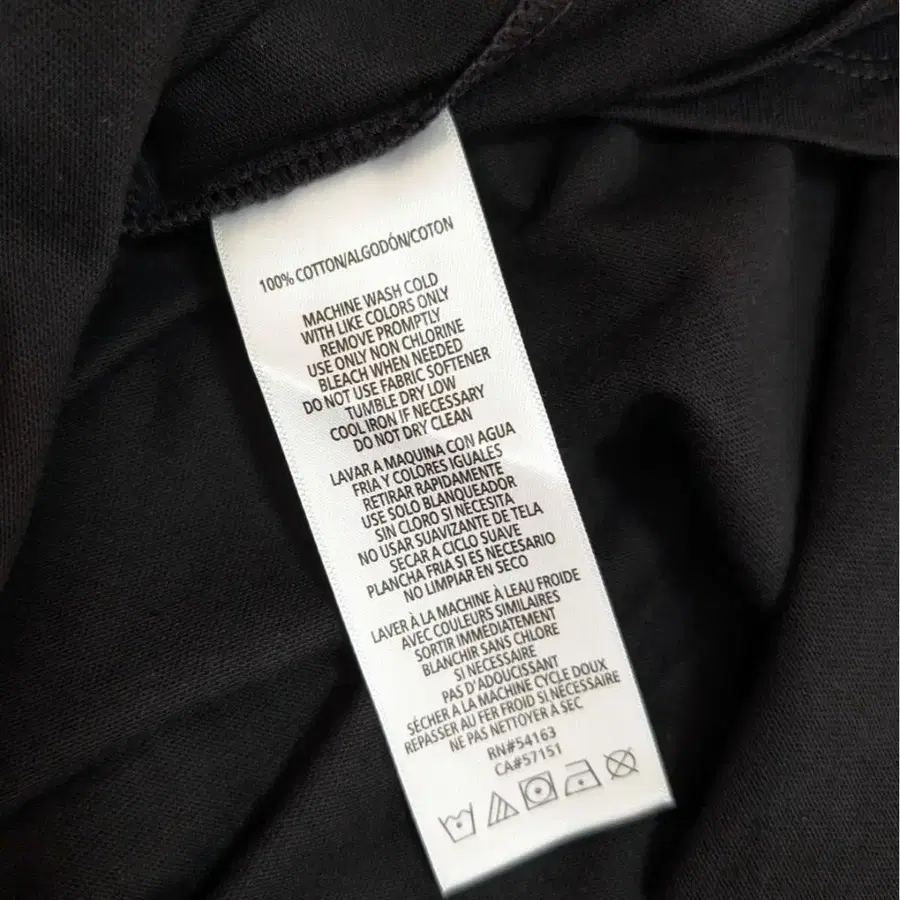 100% COTTON/ALGODÓN/COTON
MACHINE WASH COLD
WITH LIKE COLORS ONLY
REMOVE PROMPTLY
USE ONLY NON CHLORINE
BLEACH WHEN NEEDED
DO NOT USE FABRIC SOFTENER
TUMBLE DRY LOW
COOL IRON IF NECESSARY
DO NOT DRY CLEAN
LAVAR A MAQUINA CON AGUA
FRIA Y COLORES IGUALES
RETIRAR RAPIDAMENTE
USE SOLO BLANQUEADOR
SIN CLORO SI NECESITA
NO USAR SUAVIZANTE DE TELA
SECAR A CICLO SUAVE
PLANCHA FRIA SI ES NECESARIO
NO LIMPIAR EN SECO
LAVER À LA MACHINE À LEAU FROIDE
AVEC COULEURS SIMILAIRES
SORTIR IMMEDIATEMENT
BLANCHIR SANS CHLORE
SI NECESSAIRE
PAS D'ADOUCISSANT
SÉCHER A LA MACHINE CYCLE DOUX
REPASSER AU FER FROID SI NÉCESSAIRE
NE PAS NETTOYER À SEC
RN#54163
CA#57151